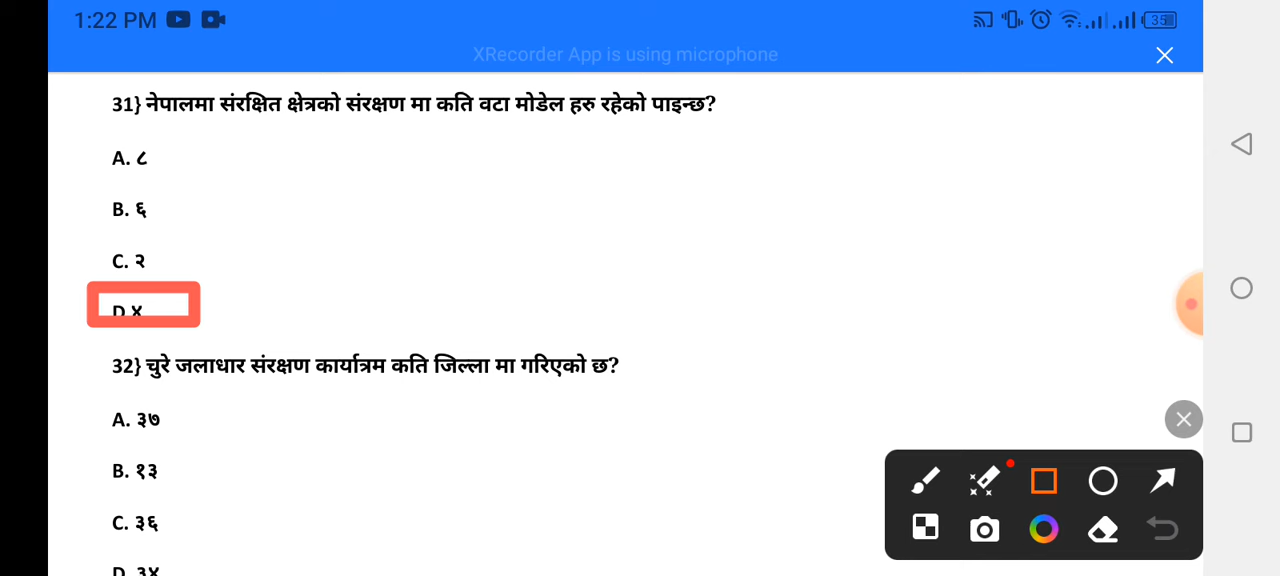 1:22 PM
35
XRecorder App is using microphone
31} नेपालमा संरक्षित क्षेत्रको संरक्षण मा कति वटा मोडेल हरु रहेको पाइन्छ?
A. ८
B. ६
C. २
D.४
32} चुरे जलाधार संरक्षण कार्यात्रम कति जिल्ला मा गरिएको छ?
A. ३७
B. १३
C. ३६
D. ३४